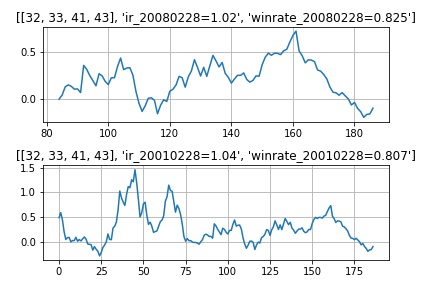 [[32, 33, 41, 43], 'ir_20080228=1.02', 'winrate_20080228=0.825']
0.5
0.0
80 100 120 140 160 180
[[32, 33, 41, 43], 'ir_20010228=1.04', 'winrate_20010228=0.807']
1.5
1.0
0.5
0.0
0 25 50 75 100 125 150 175